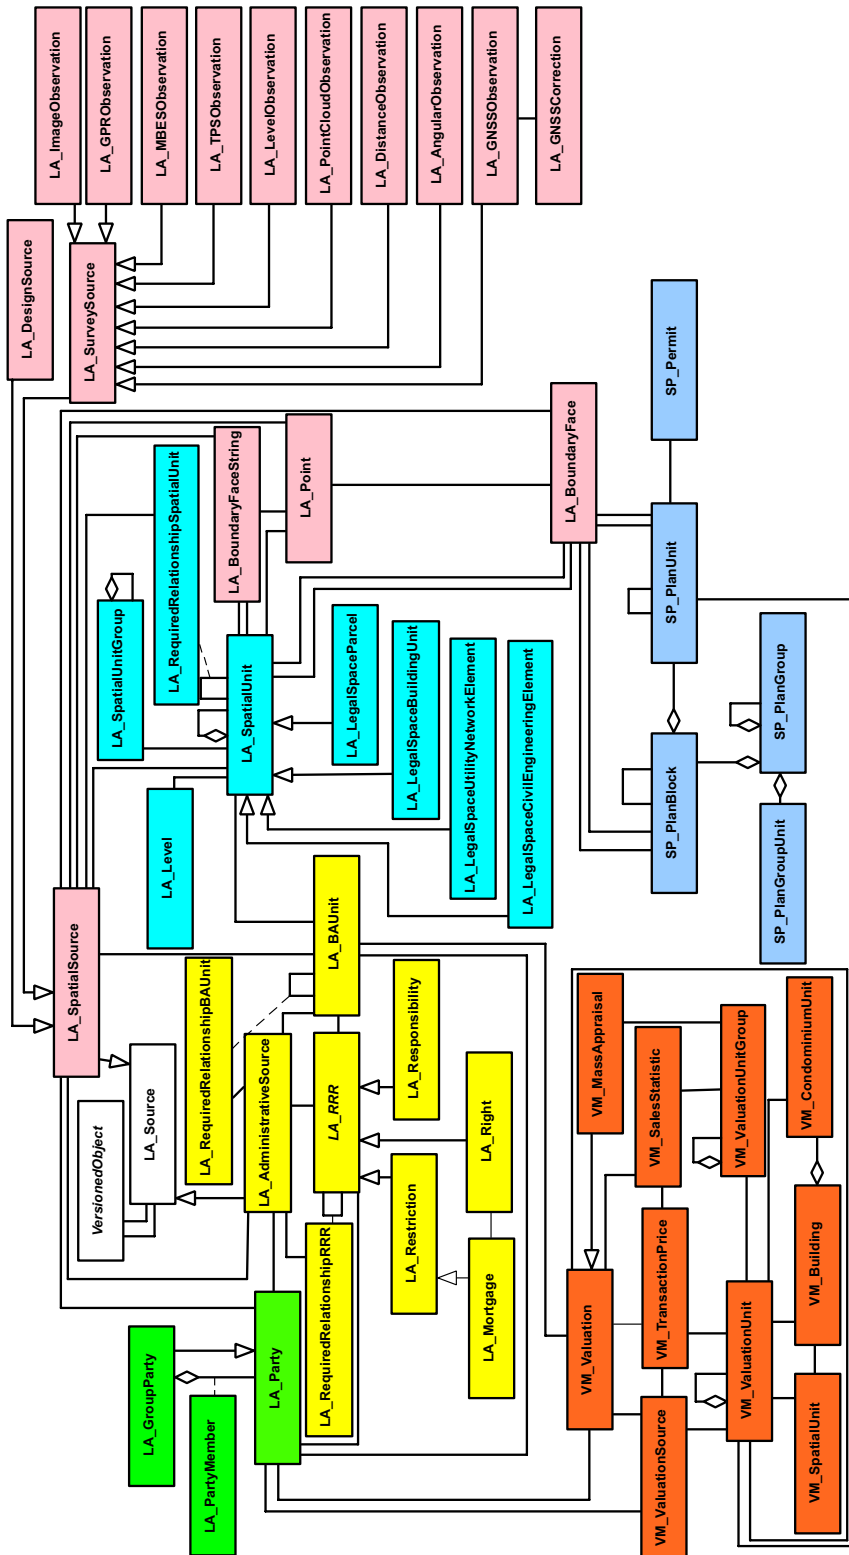 LA_ImageObservation
LA_GPRObservation
LA_MBESObservation
LA_TPSObservation
LA_LevelObservation
LA_PointCloudObservation
LA_DistanceObservation
LA_AngularObservation
LA_GNSSObservation
LA_GNSSCorrection
LA_DesignSource
LA_SurveySource
LA_RequiredRelationshipSpatialUnit
LA_BoundaryFaceString
LA_Point
LA_BoundaryFace
SP_Permit
LA_SpatialUnitGroup
LA_SpatialUnit
LA_LegalSpaceParcel
LA_LegalSpaceBuildingUnit
LA_LegalSpaceUtilityNetworkElement
LA_LegalSpaceCivilEngineeringElement
SP_PlanUnit
LA_Level
SP_PlanBlock
SP_PlanGroup
SP_PlanGroupUnit
LA_SpatialSource
LA_BAUnit
LA_RequiredRelationshipBAUnit
VersionedObject
LA_Source
LA_AdministrativeSource
LA_RRR
LA_Responsibility
LA_Right
LA_Restriction
LA_RequiredRelationshipRRR
LA_Mortgage
LA_GroupParty
LA_Party
LA_PartyMember
VM_MassAppraisal
VM_SalesStatistic
VM_ValuationUnitGroup
VM_CondominiumUnit
VM_Valuation
VM_TransactionPrice
VM_Building
VM_ValuationUnit
VM_ValuationSource
VM_SpatialUnit